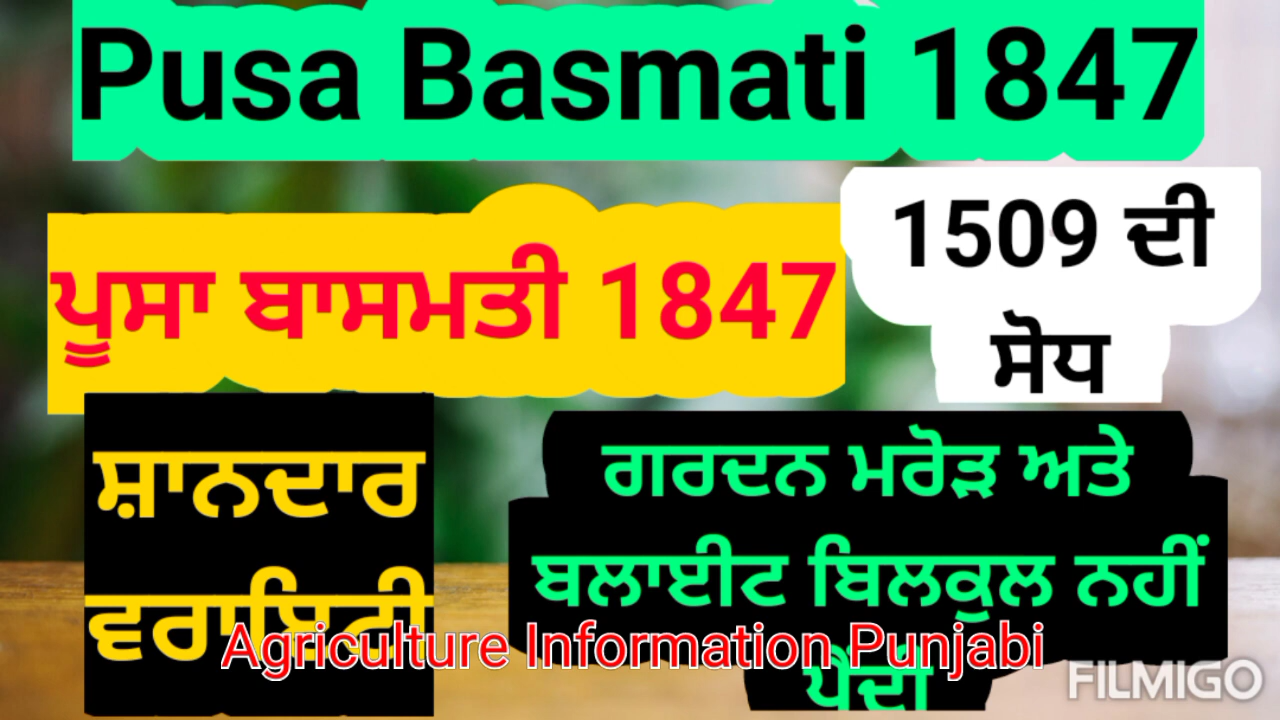 Pusa Basmati 1847
ਪੂਸਾ ਬਾਸਮਤੀ 1847
1509 ਦੀ
ਸੋਧ
ਸ਼ਾਨਦਾਰ
ਵਰਾਇਟੀ
ਗਰਦਨ ਮਰੋੜ ਅਤੇ
ਬਲਾਈਟ ਬਿਲਕੁਲ ਨਹੀਂ
ਪੈਂਦੀ
Agriculture Information Punjabi
FILMIGO